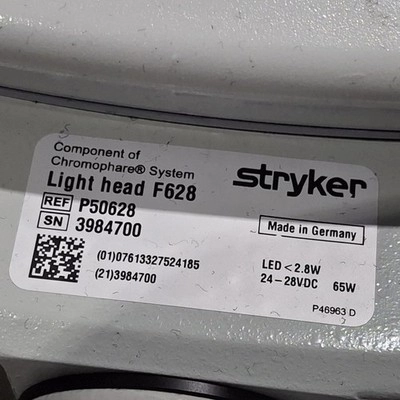 Component of
Chromophare® System
stryker
Light head F628
REF P50628
SN 3984700
Made in Germany
(01)07613327524185
(21)3984700
LED < 2.8W
24-28VDC 65W
P46963 D